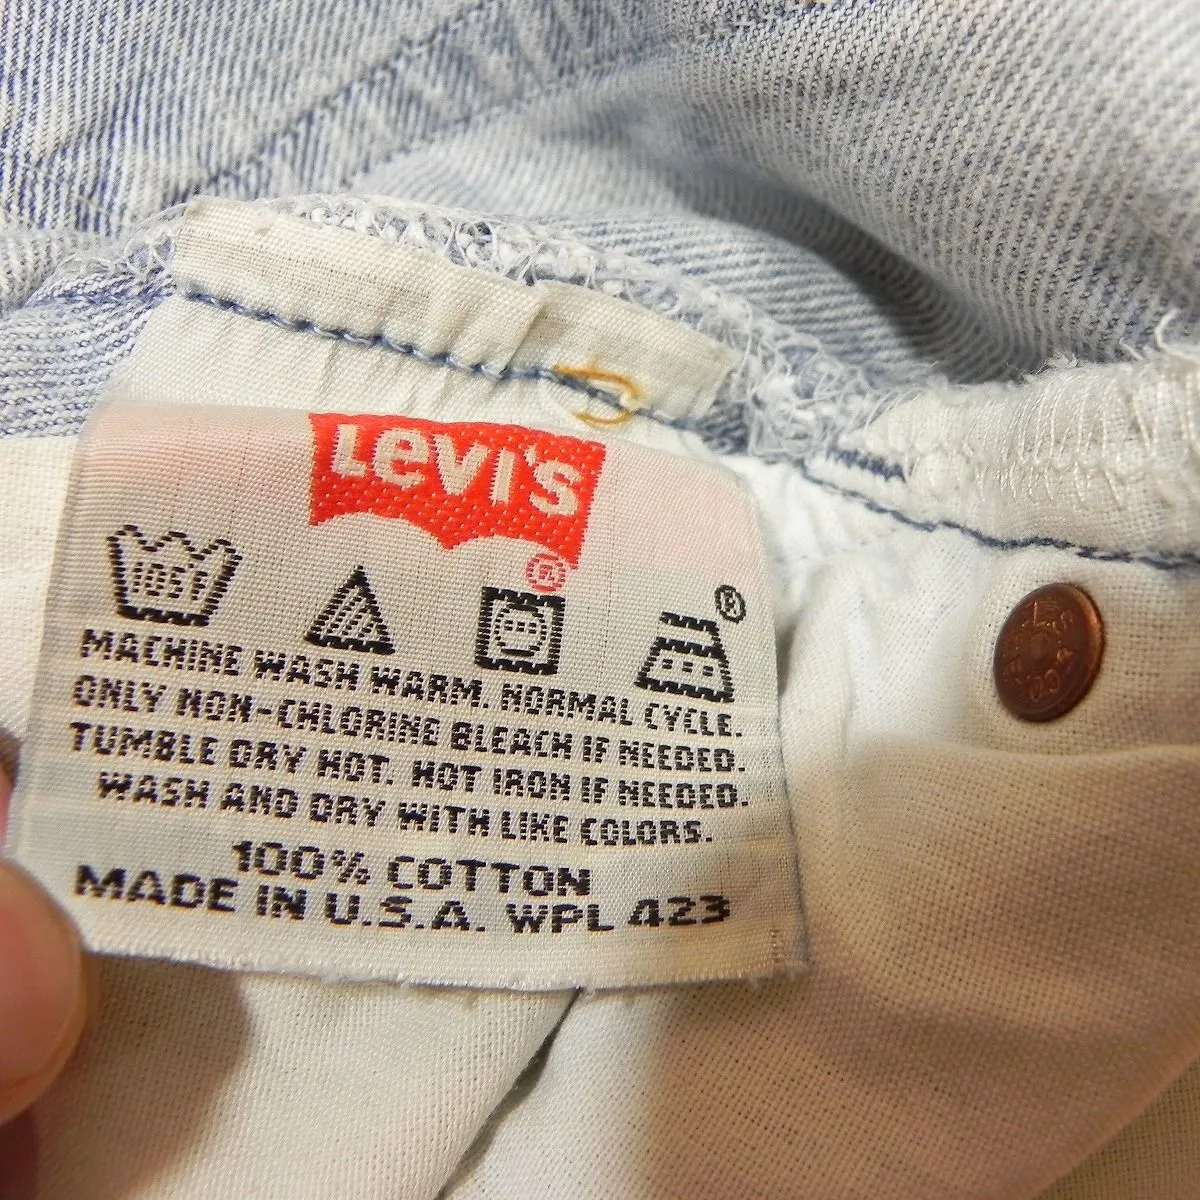 LEVI'S
®
105F
®
MACHINE WASH WARM. NORMAL CYCLE.
ONLY NON-CHLORINE BLEACH IF NEEDED.
TUMBLE DRY HOT. HOT IRON IF NEEDED.
WASH AND DRY WITH LIKE COLORS.
100% COTTON
MADE IN U.S.A. WPL 423